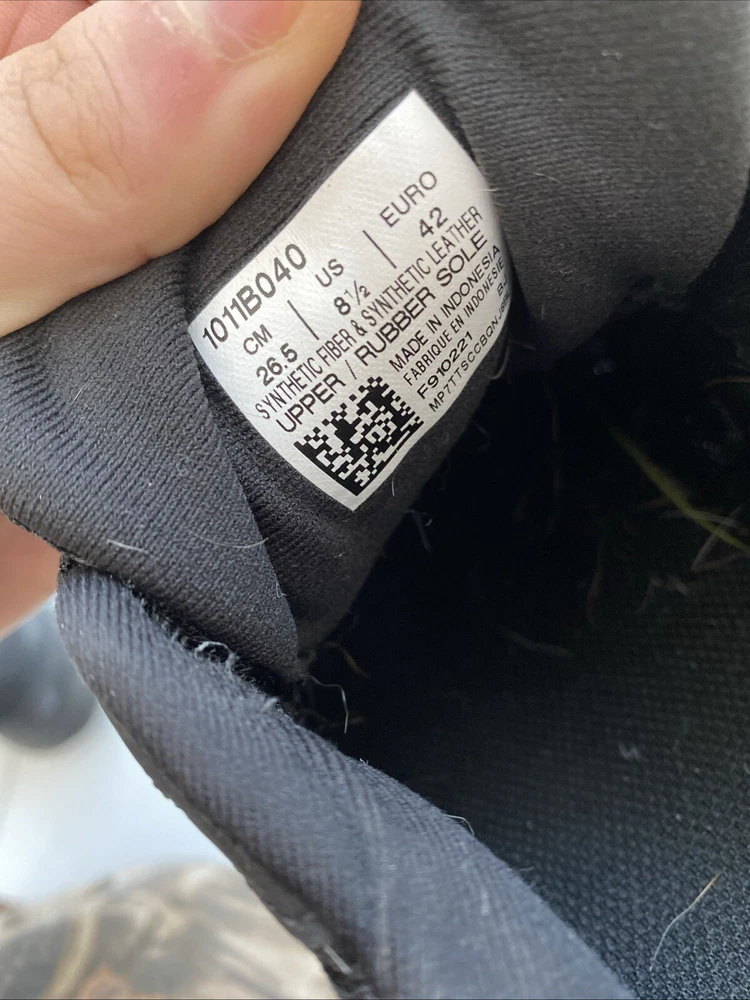 1011B040
CM | US | EURO
26.5 | 8½ | 42
SYNTHETIC FIBER & SYNTHETIC LEATHER
UPPER / RUBBER SOLE
MADE IN INDONESIA
FABRIQUE EN INDONESIE
F910221